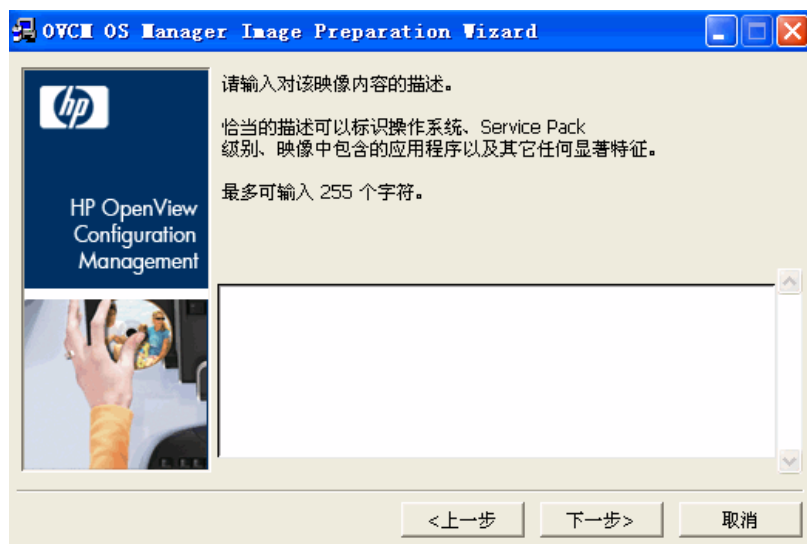 OVCM OS Manager Image Preparation Wizard
hp
HP OpenView
Configuration
Management
请输入对该映像内容的描述。
恰当的描述可以标识操作系统、Service Pack
级别、映像中包含的应用程序以及其它任何显著特征。
最多可输入 255 个字符。
<上一步
下一步>
取消